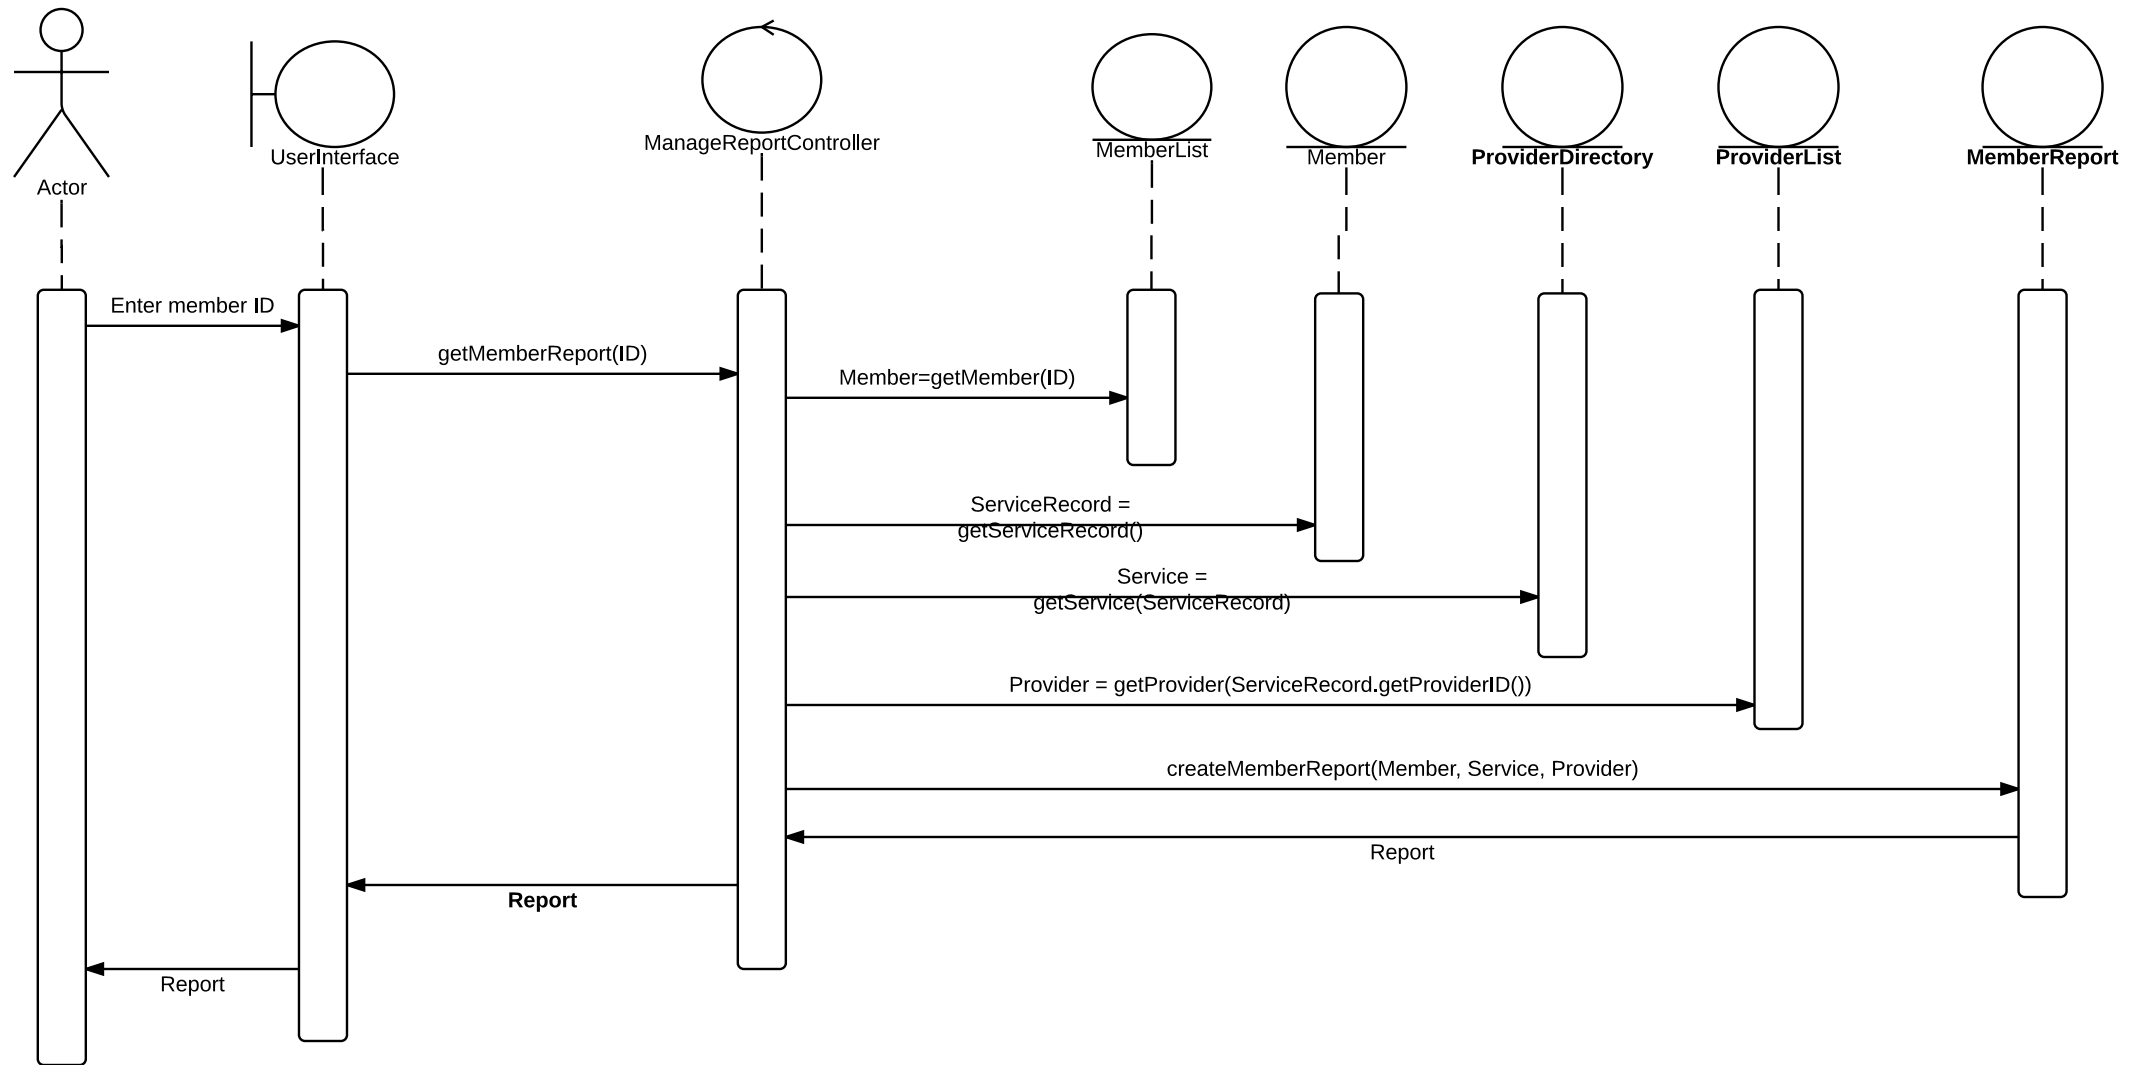 ManageReportController
MemberList
UserInterface
Member
ProviderDirectory
ProviderList
MemberReport
Actor
Enter member ID
getMemberReport(ID)
Member=getMember(ID)
ServiceRecord =
getServiceRecord()
Service =
getService(ServiceRecord)
Provider = getProvider(ServiceRecord.getProviderID())
createMemberReport(Member, Service, Provider)
Report
Report
Report